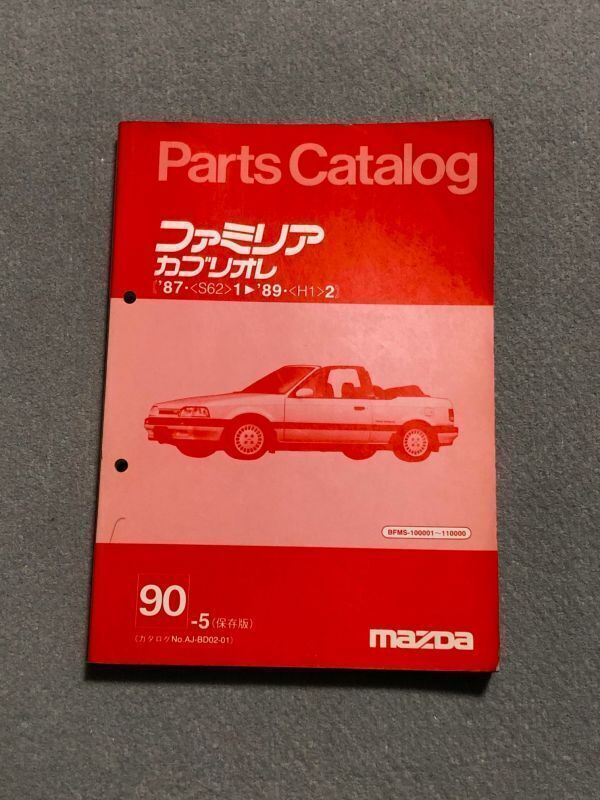 Parts Catalog
ファミリア
カブリオレ
('87・<S62>1▶'89・<H1>2)
BFMS-100001～110000
90-5(保存版)
(カタログNo.AJ-BD02-01)
mazda